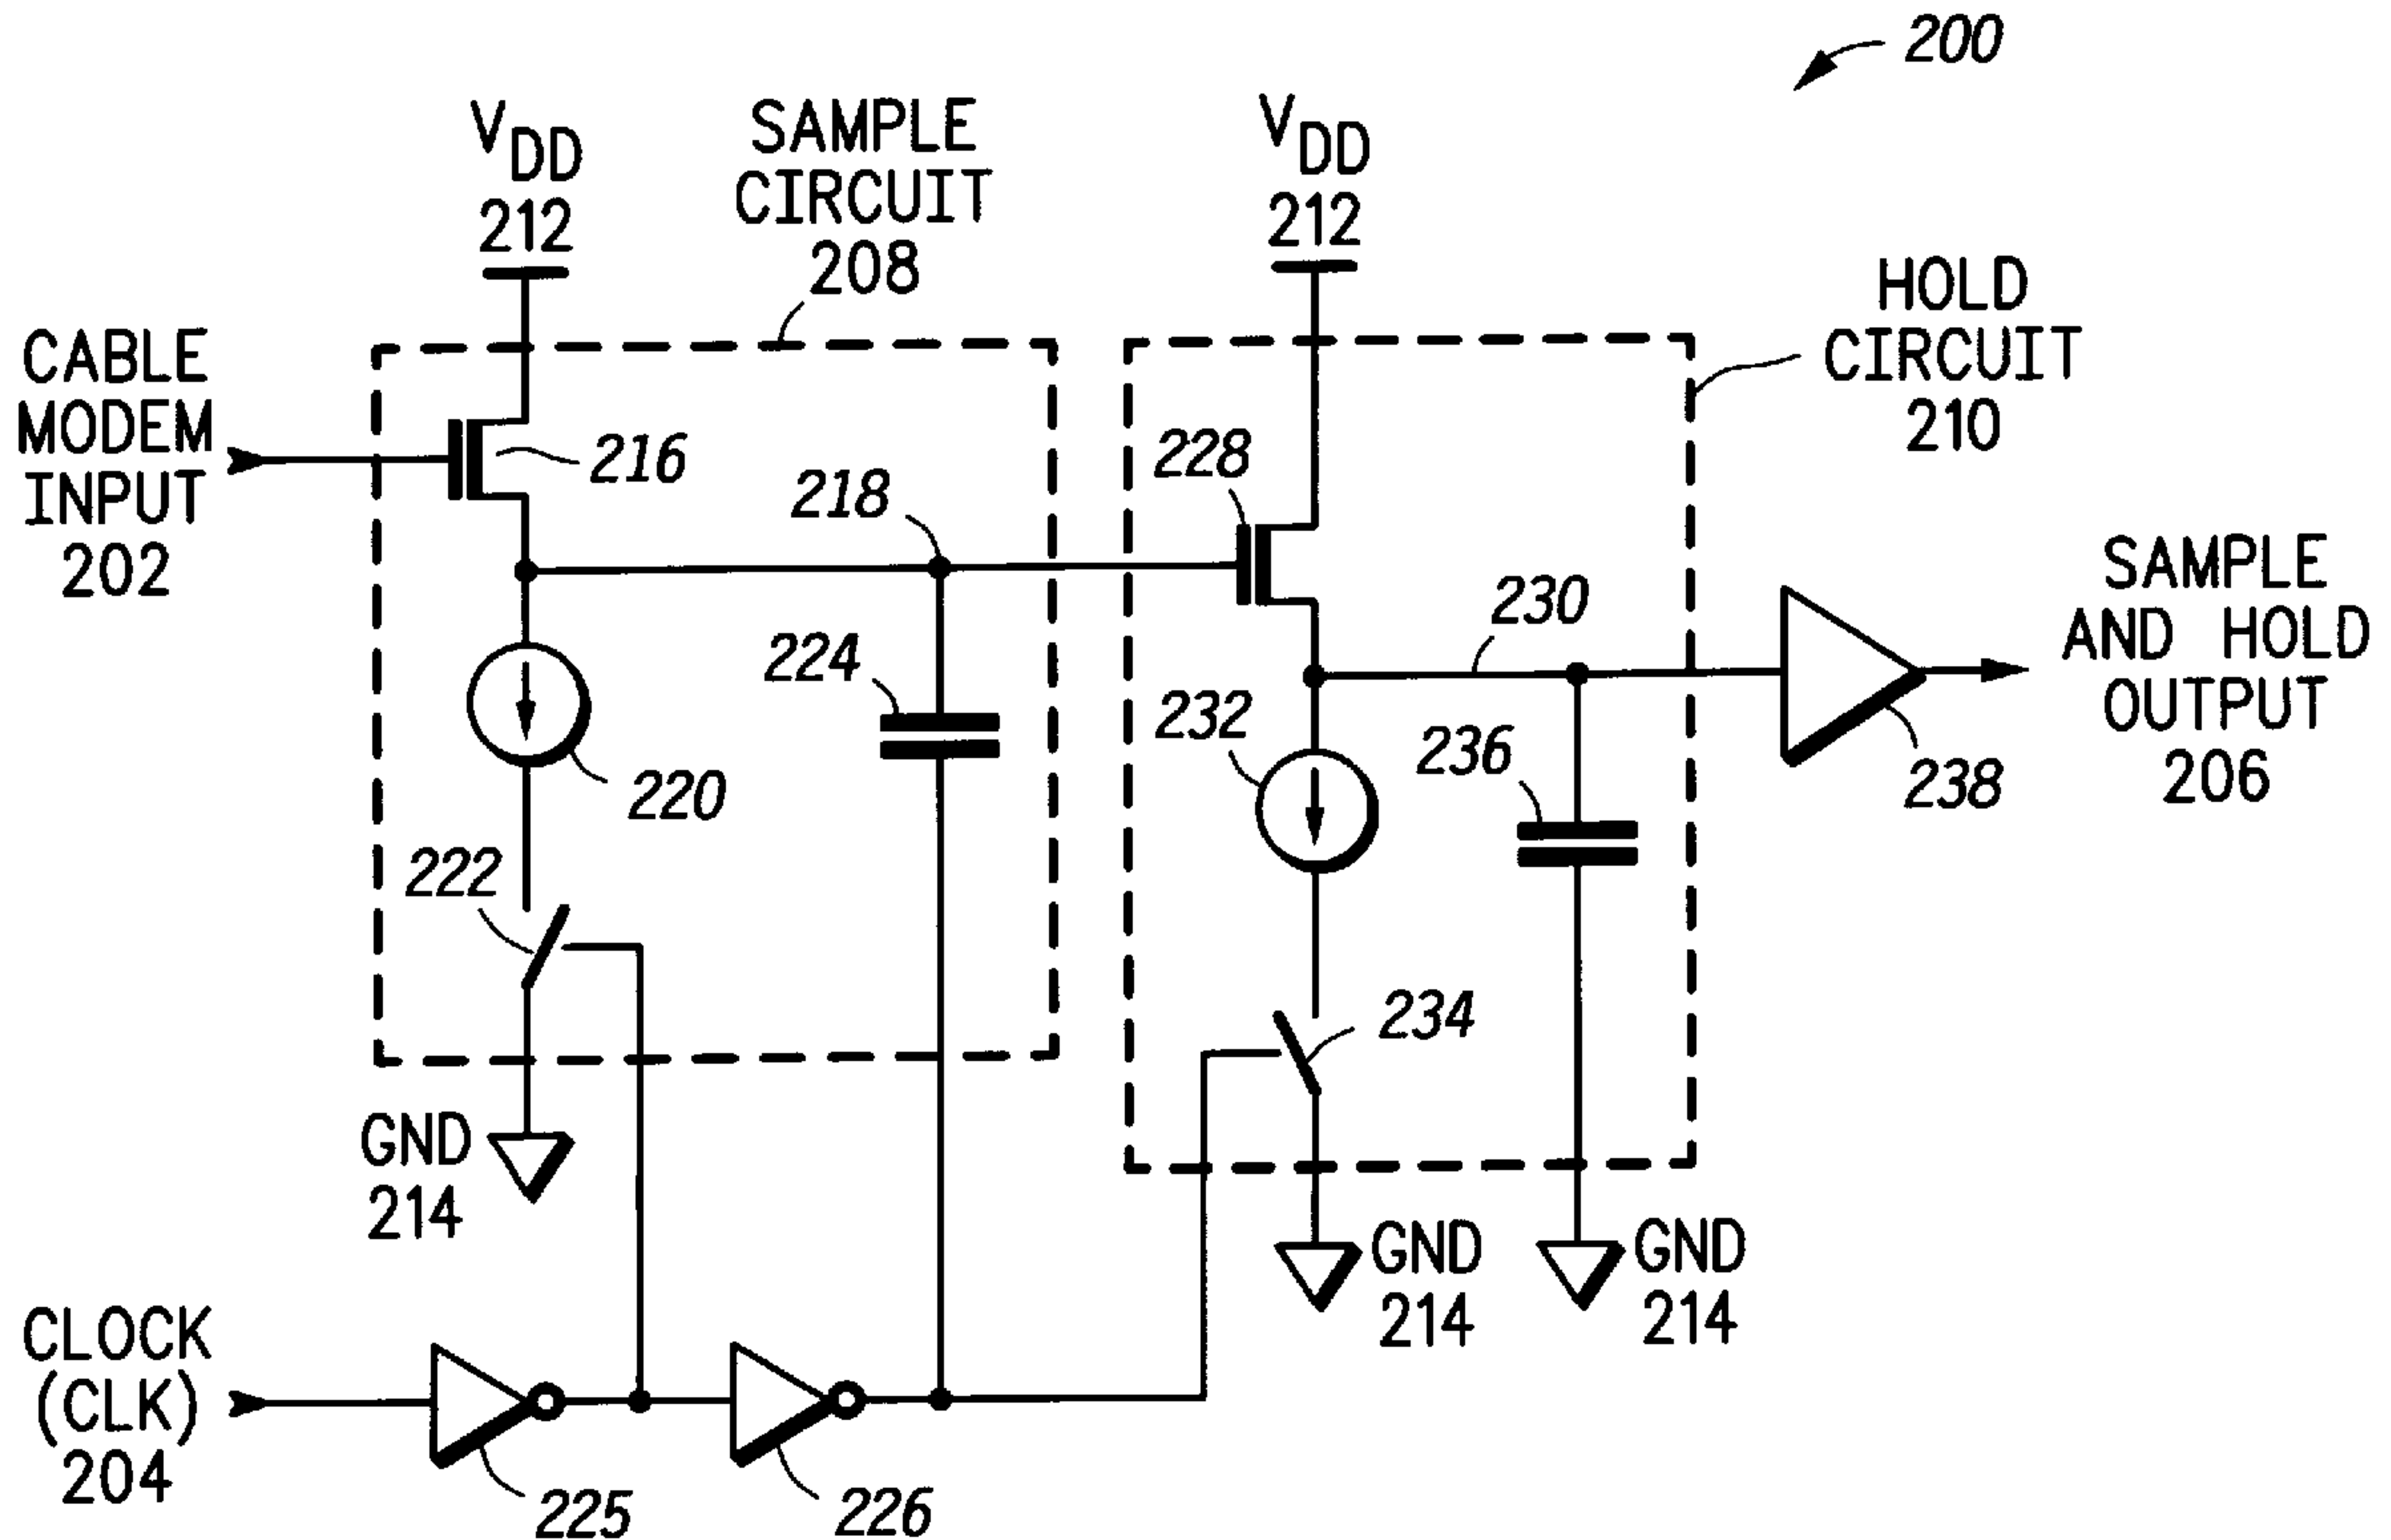 200
V DD
212
SAMPLE
CIRCUIT
208
V DD
212
HOLD
CIRCUIT
210
CABLE
MODEM
INPUT
202
216
218
228
230
SAMPLE
AND HOLD
OUTPUT
206
224
220
232
236
238
222
234
GND
214
GND
214
GND
214
CLOCK
(CLK)
204
225
226